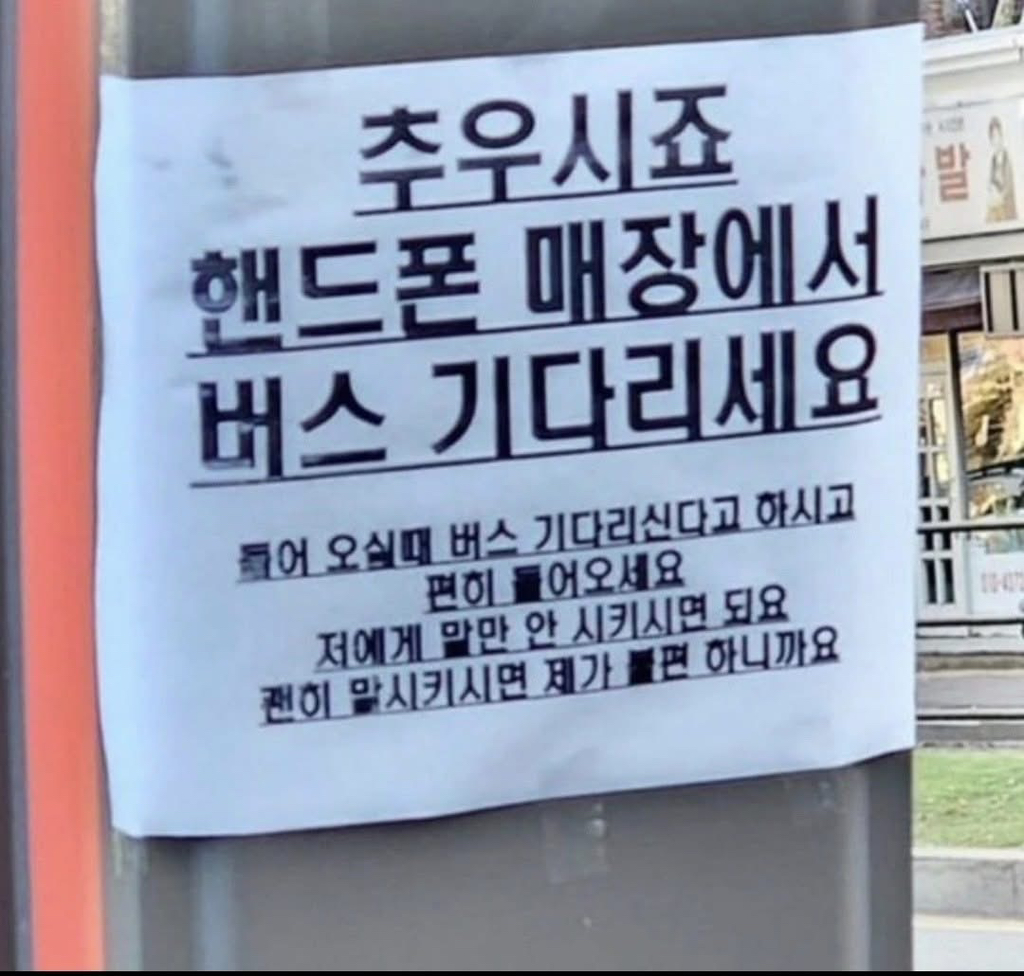 추우시죠
핸드폰 매장에서
버스 기다리세요
들어 오실때 버스 기다리신다고 하시고
편히 들어오세요
저에게 말만 안 시키시면 되요
괜히 말시키시면 제가 불편 하니까요
발